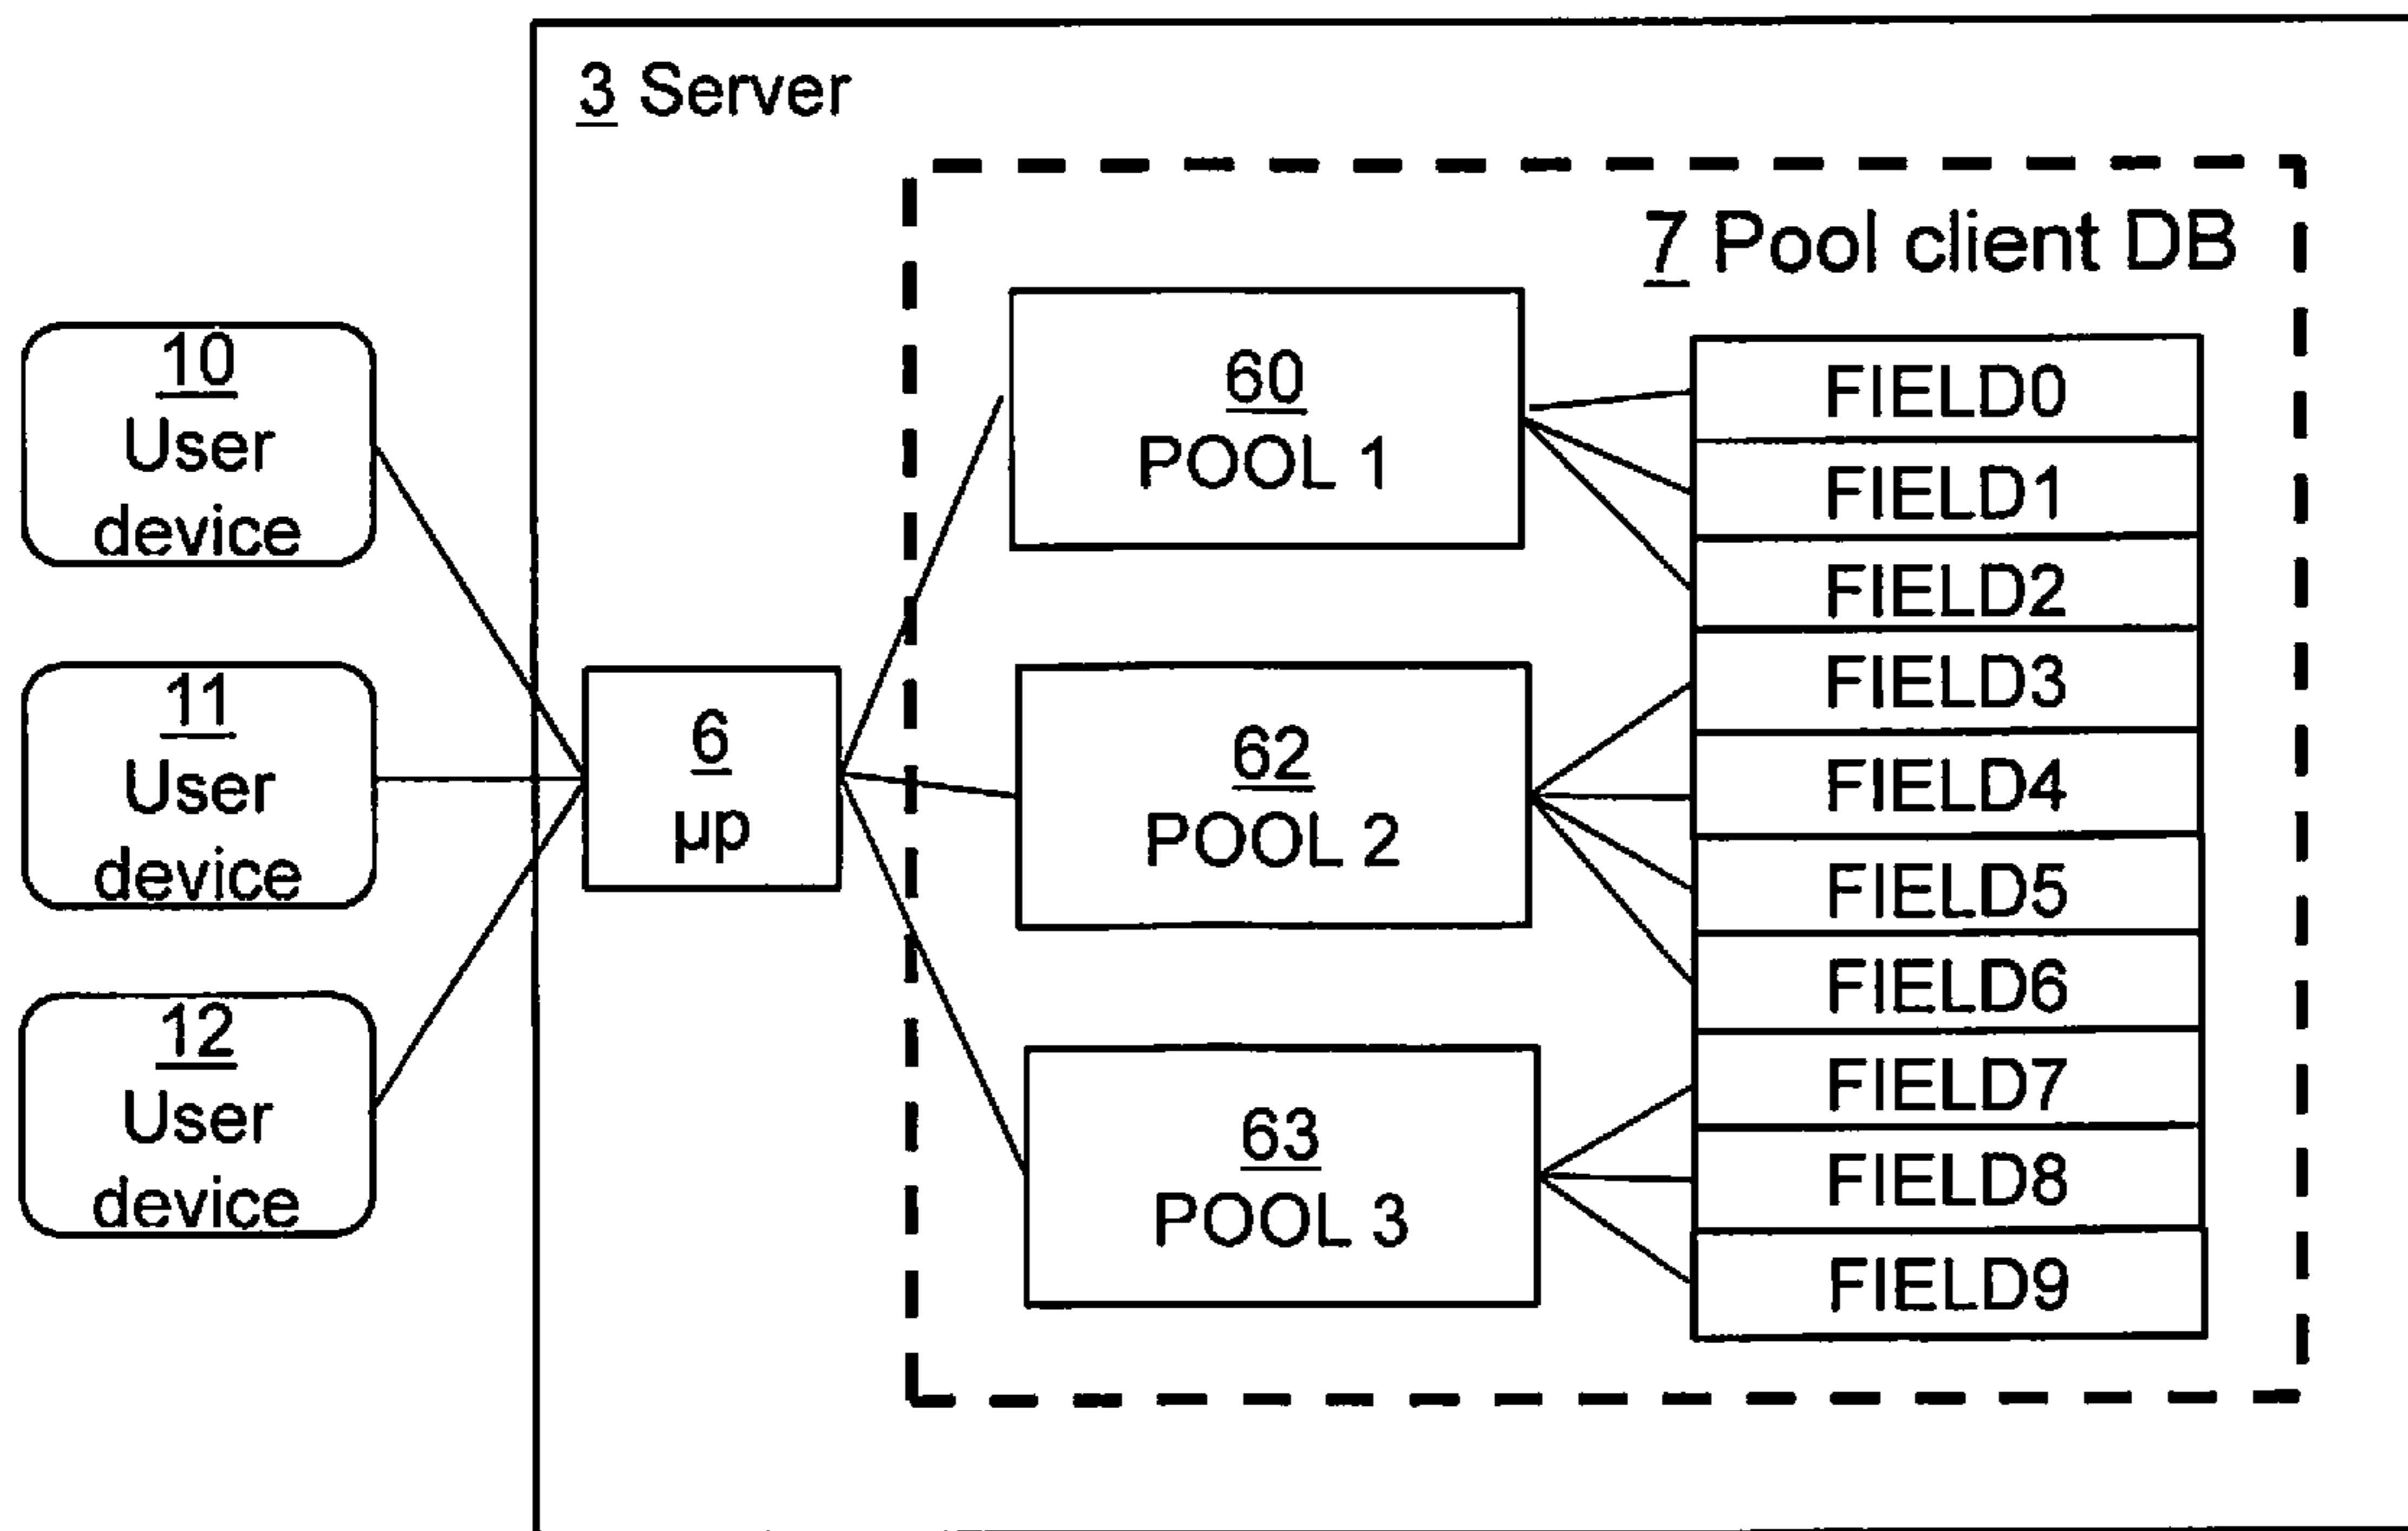 3 Server
7 Pool client DB
10
User
device
11
User
device
12
User
device
6
µp
60
POOL 1
62
POOL 2
63
POOL 3
FIELD0
FIELD1
FIELD2
FIELD3
FIELD4
FIELD5
FIELD6
FIELD7
FIELD8
FIELD9